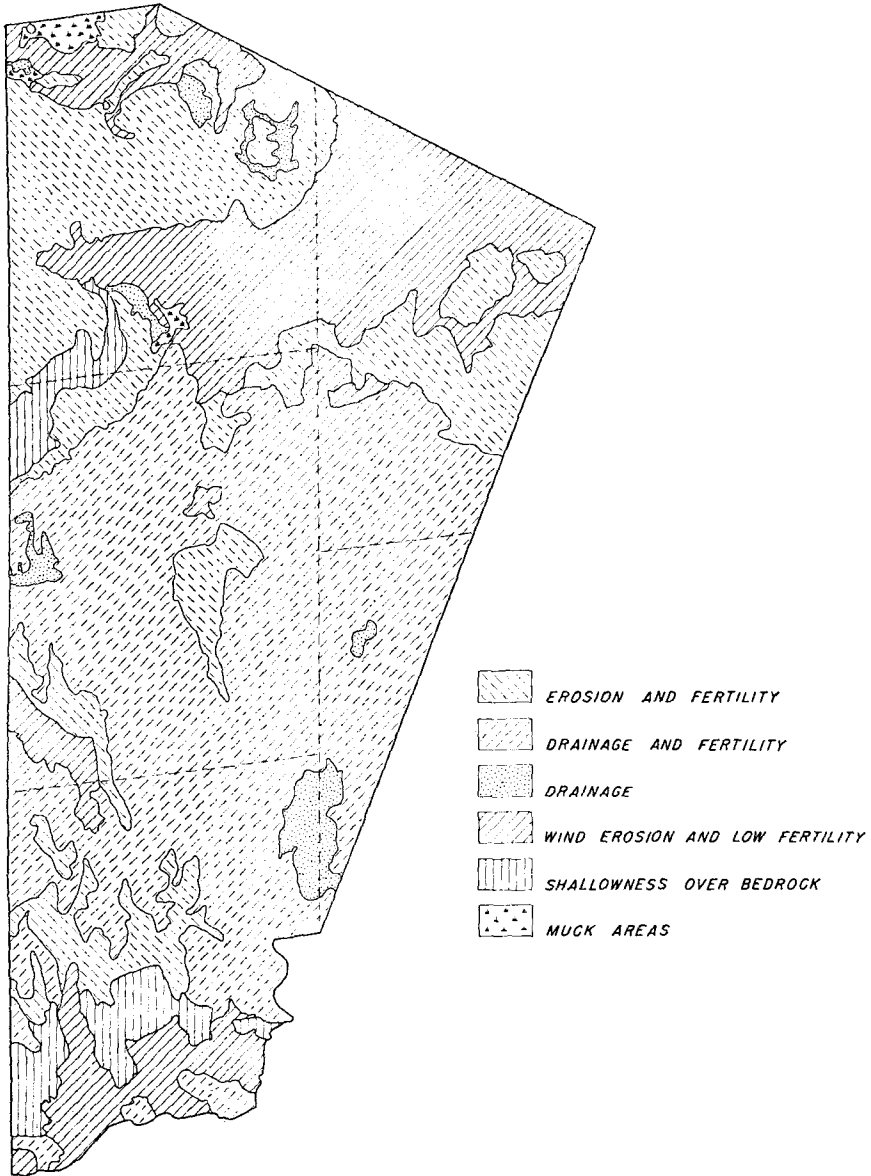 EROSION AND FERTILITY
DRAINAGE AND FERTILITY
DRAINAGE
WIND EROSION AND LOW FERTILITY
SHALLOWNESS OVER BEDROCK
MUCK AREAS